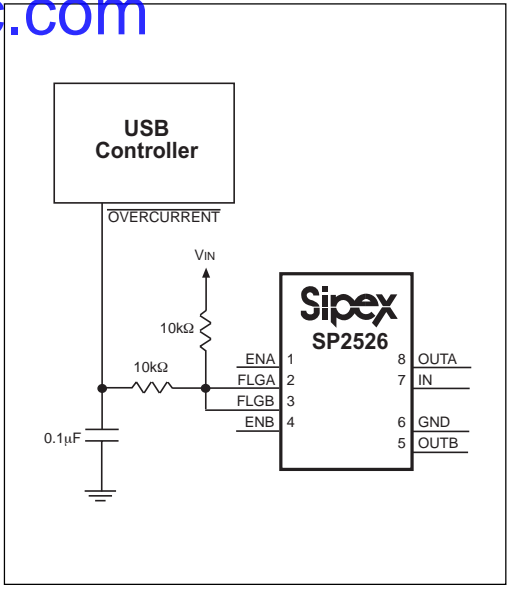 c.com
USB
Controller
OVERCURRENT
VIN
10kΩ
10kΩ
0.1µF
Sipex
SP2526
ENA 1
FLGA 2
FLGB 3
ENB 4
8 OUTA
7 IN
6 GND
5 OUTB